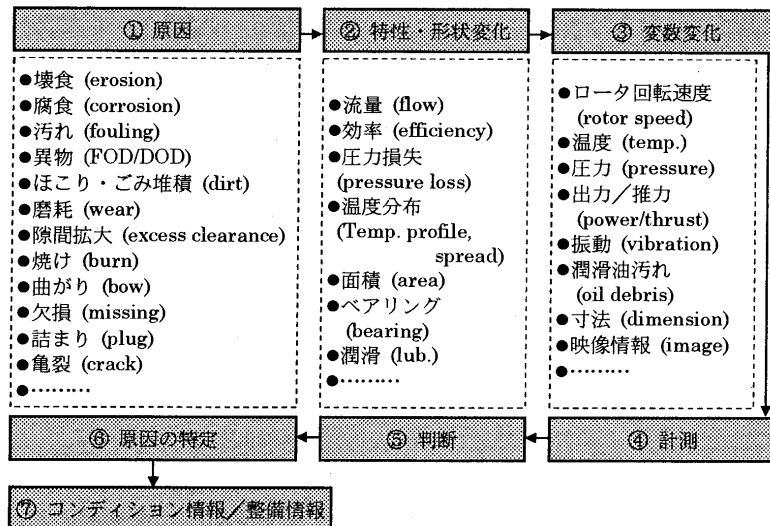 ① 原因
② 特性・形状変化
③ 変数変化
●壊食 (erosion)
●腐食 (corrosion)
●汚れ (fouling)
●異物 (FOD/DOD)
●ほこり・ごみ堆積 (dirt)
●磨耗 (wear)
●隙間拡大 (excess clearance)
●焼け (burn)
●曲がり (bow)
●欠損 (missing)
●詰まり (plug)
●亀裂 (crack)
●………
●流量 (flow)
●効率 (efficiency)
●圧力損失
(pressure loss)
●温度分布
(Temp. profile,
spread)
●面積 (area)
●ベアリング
(bearing)
●潤滑 (lub.)
●………
●ロータ回転速度
(rotor speed)
●温度 (temp.)
●圧力 (pressure)
●出力／推力
(power/thrust)
●振動 (vibration)
●潤滑油汚れ
(oil debris)
●寸法 (dimension)
●映像情報 (image)
●………
④ 計測
⑤ 判断
⑥ 原因の特定
⑦ コンディション情報／整備情報